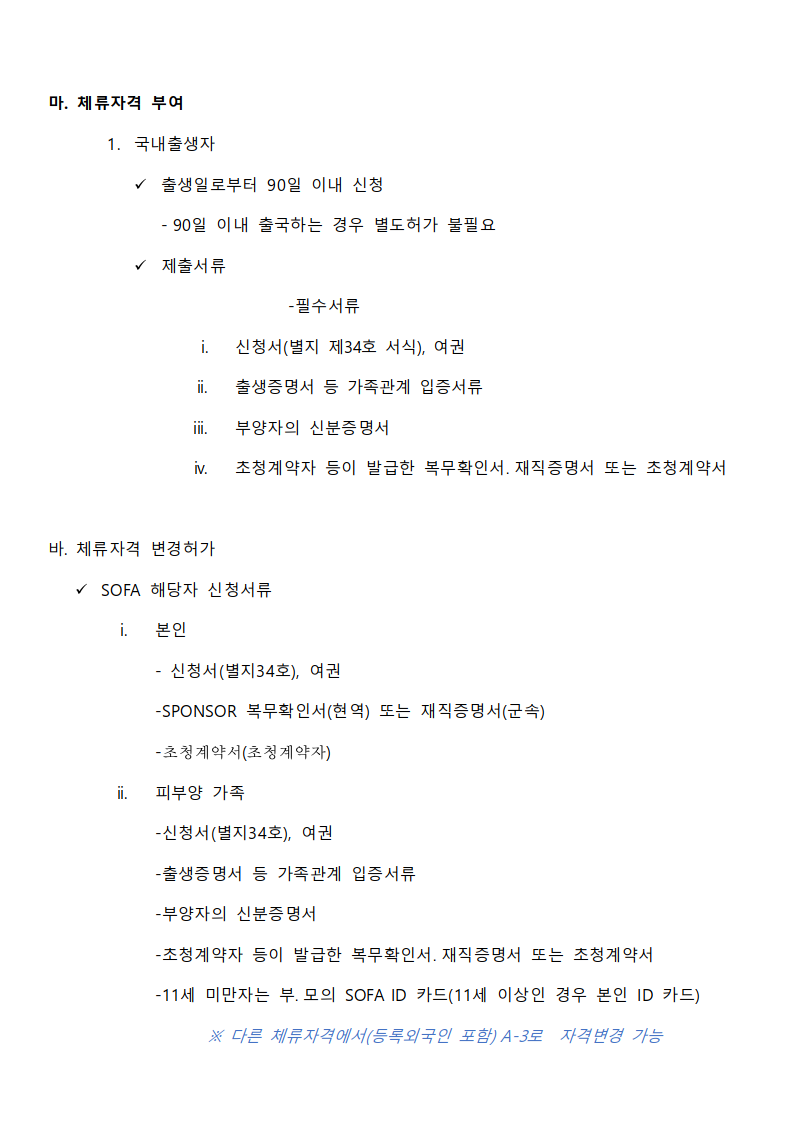 마. 체류자격 부여
1. 국내출생자
✓ 출생일로부터 90일 이내 신청
- 90일 이내 출국하는 경우 별도허가 불필요
✓ 제출서류
-필수서류
i. 신청서(별지 제34호 서식), 여권
ii. 출생증명서 등 가족관계 입증서류
iii. 부양자의 신분증명서
iv. 초청계약자 등이 발급한 복무확인서. 재직증명서 또는 초청계약서
바. 체류자격 변경허가
✓ SOFA 해당자 신청서류
i. 본인
- 신청서(별지34호), 여권
-SPONSOR 복무확인서(현역) 또는 재직증명서(군속)
-초청계약서(초청계약자)
ii. 피부양 가족
-신청서(별지34호), 여권
-출생증명서 등 가족관계 입증서류
-부양자의 신분증명서
-초청계약자 등이 발급한 복무확인서. 재직증명서 또는 초청계약서
-11세 미만자는 부. 모의 SOFA ID 카드(11세 이상인 경우 본인 ID 카드)
※ 다른 체류자격에서(등록외국인 포함) A-3로 자격변경 가능